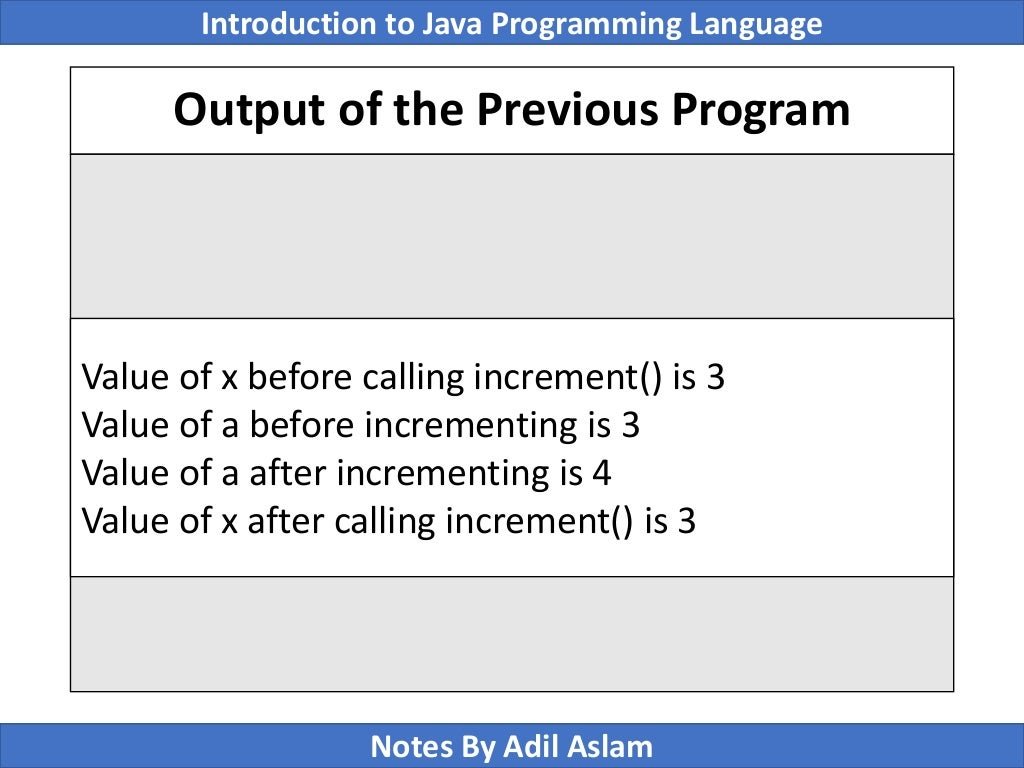 Introduction to Java Programming Language
Output of the Previous Program
Value of x before calling increment() is 3
Value of a before incrementing is 3
Value of a after incrementing is 4
Value of x after calling increment() is 3
Notes By Adil Aslam